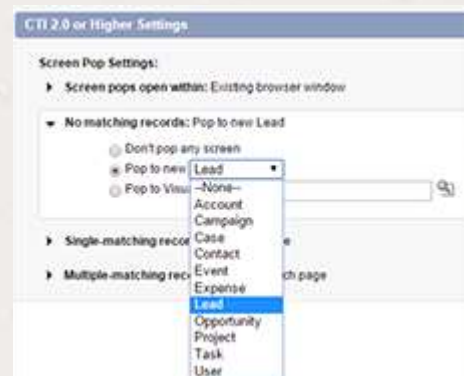 CTI 2.0 or Higher Settings
Screen Pop Settings:
Screen pops open within: Existing browser window
No matching records: Pop to new Lead
Don't pop any screen
Pop to new Lead
Pop to Visu
--None--
Account
Campaign
Case
Contact
Event
Expense
Lead
Opportunity
Project
Task
User
Single-matching recor e
Multiple-matching rec ch page